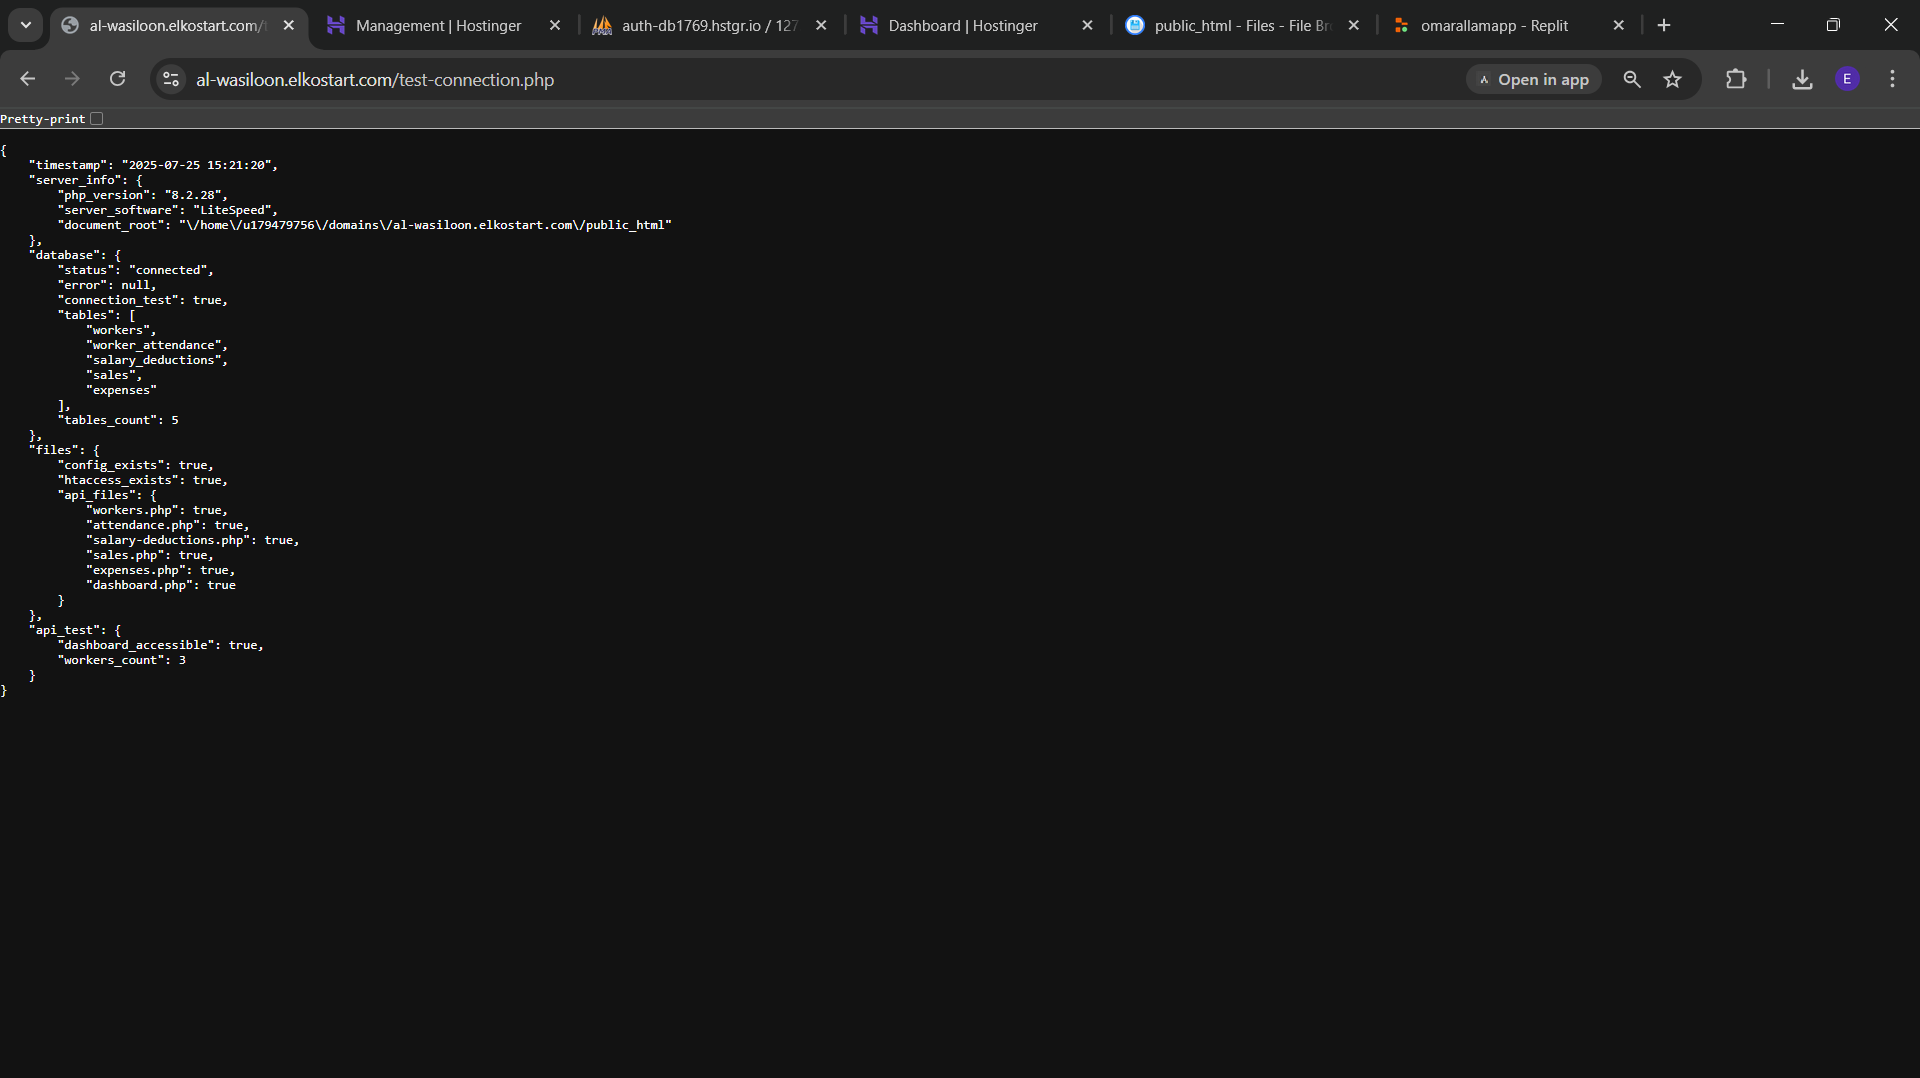 al-wasiloon.elkostart.com/t
Management | Hostinger
auth-db1769.hstgr.io / 127
Dashboard | Hostinger
public_html - Files - File Br
omarallamapp - Replit
al-wasiloon.elkostart.com/test-connection.php
Open in app
E
Pretty-print
{
    "timestamp": "2025-07-25 15:21:20",
    "server_info": {
        "php_version": "8.2.28",
        "server_software": "LiteSpeed",
        "document_root": "\/home\/u179479756\/domains\/al-wasiloon.elkostart.com\/public_html"
    },
    "database": {
        "status": "connected",
        "error": null,
        "connection_test": true,
        "tables": [
            "workers",
            "worker_attendance",
            "salary_deductions",
            "sales",
            "expenses"
        ],
        "tables_count": 5
    },
    "files": {
        "config_exists": true,
        "htaccess_exists": true,
        "api_files": {
            "workers.php": true,
            "attendance.php": true,
            "salary-deductions.php": true,
            "sales.php": true,
            "expenses.php": true,
            "dashboard.php": true
        }
    },
    "api_test": {
        "dashboard_accessible": true,
        "workers_count": 3
    }
}